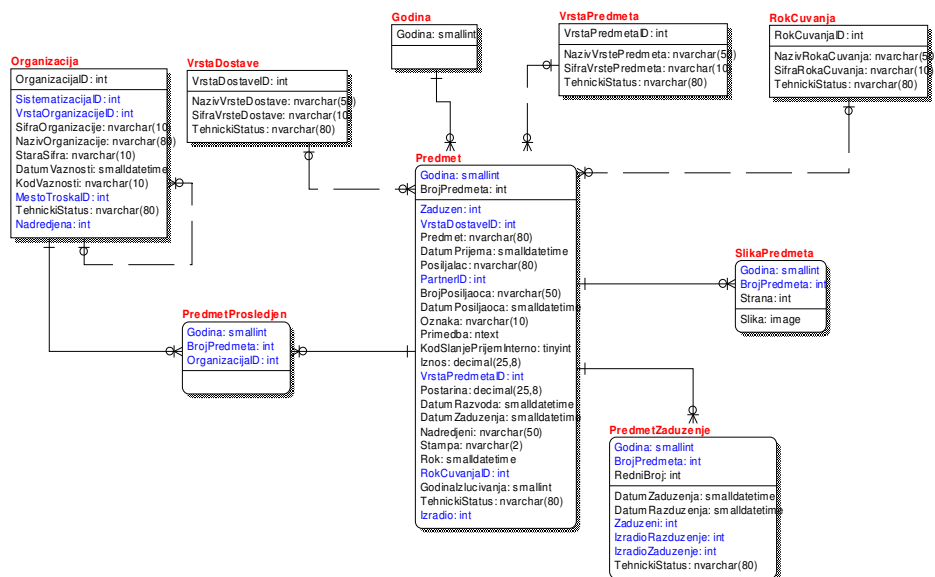 Organizacija
OrganizacijaID: int
SistematizacijaID: int
VrstaOrganizacijeID: int
SifraOrganizacije: nvarchar(10)
NazivOrganizacije: nvarchar(80)
StaraSifra: nvarchar(10)
DatumVaznosti: smalldatetime
KodVaznosti: nvarchar(10)
MestoTroskaID: int
TehnickiStatus: nvarchar(80)
Nadredjena: int
VrstaDostave
VrstaDostaveID: int
NazivVrsteDostave: nvarchar(50)
SifraVrsteDostave: nvarchar(10)
TehnickiStatus: nvarchar(80)
Godina
Godina: smallint
VrstaPredmeta
VrstaPredmetaID: int
NazivVrstePredmeta: nvarchar(50)
SifraVrstePredmeta: nvarchar(10)
TehnickiStatus: nvarchar(80)
RokCuvanja
RokCuvanjaID: int
NazivRokaCuvanja: nvarchar(50)
SifraRokaCuvanja: nvarchar(10)
TehnickiStatus: nvarchar(80)
Predmet
Godina: smallint
BrojPredmeta: int
Zaduzen: int
VrstaDostaveID: int
Predmet: nvarchar(80)
DatumPrijema: smalldatetime
Posiljalac: nvarchar(80)
PartnerID: int
BrojPosiljaoca: nvarchar(50)
DatumPosiljaoca: smalldatetime
Oznaka: nvarchar(10)
Primedba: ntext
KodSlanjePrijemInterno: tinyint
Iznos: decimal(25,8)
VrstaPredmetaID: int
Postarina: decimal(25,8)
DatumRazvoda: smalldatetime
DatumZaduzenja: smalldatetime
Nadredjeni: nvarchar(50)
Stampa: nvarchar(2)
Rok: smalldatetime
RokCuvanjaID: int
GodinaIzlucivanja: smallint
TehnickiStatus: nvarchar(80)
Izradio: int
PredmetProsledjen
Godina: smallint
BrojPredmeta: int
OrganizacijaID: int
SlikaPredmeta
Godina: smallint
BrojPredmeta: int
Strana: int
Slika: image
PredmetZaduzenje
Godina: smallint
BrojPredmeta: int
RedniBroj: int
DatumZaduzenja: smalldatetime
DatumRazduzenja: smalldatetime
Zaduzeni: int
IzradioRazduzenje: int
IzradioZaduzenje: int
TehnickiStatus: nvarchar(80)